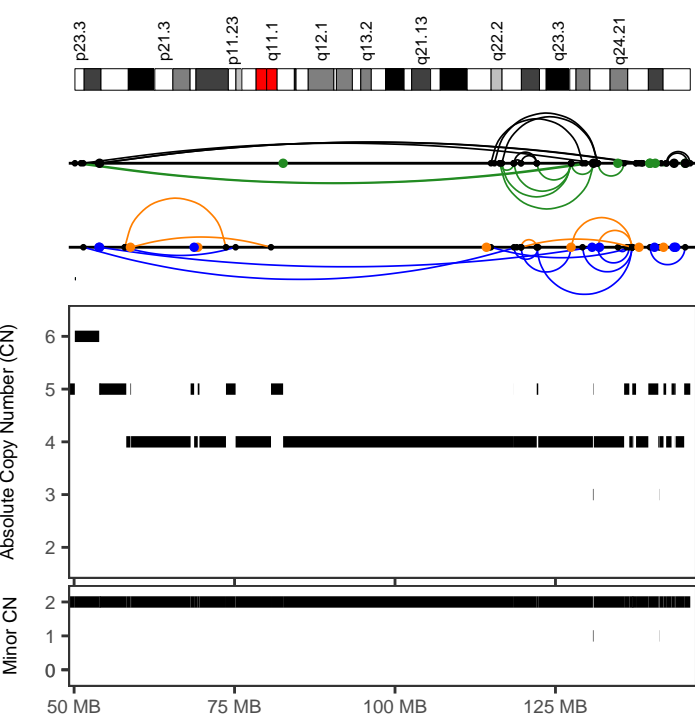 p23.3 p21.3 p11.23 q11.1 q12.1 q13.2 q21.13 q22.2 q23.3 q24.21
Absolute Copy Number (CN)
6
5
4
3
2
Minor CN
2
1
0
50 MB 75 MB 100 MB 125 MB